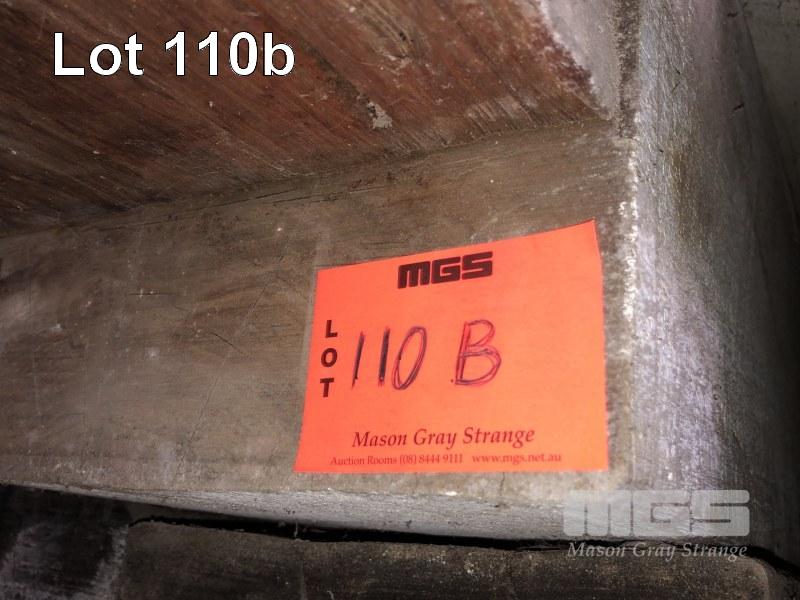 Lot 110b
MGS
LOT
110 B
Mason Gray Strange
Auction Rooms (08) 8444 9111 www.mgs.net.au
MGS
Mason Gray Strange